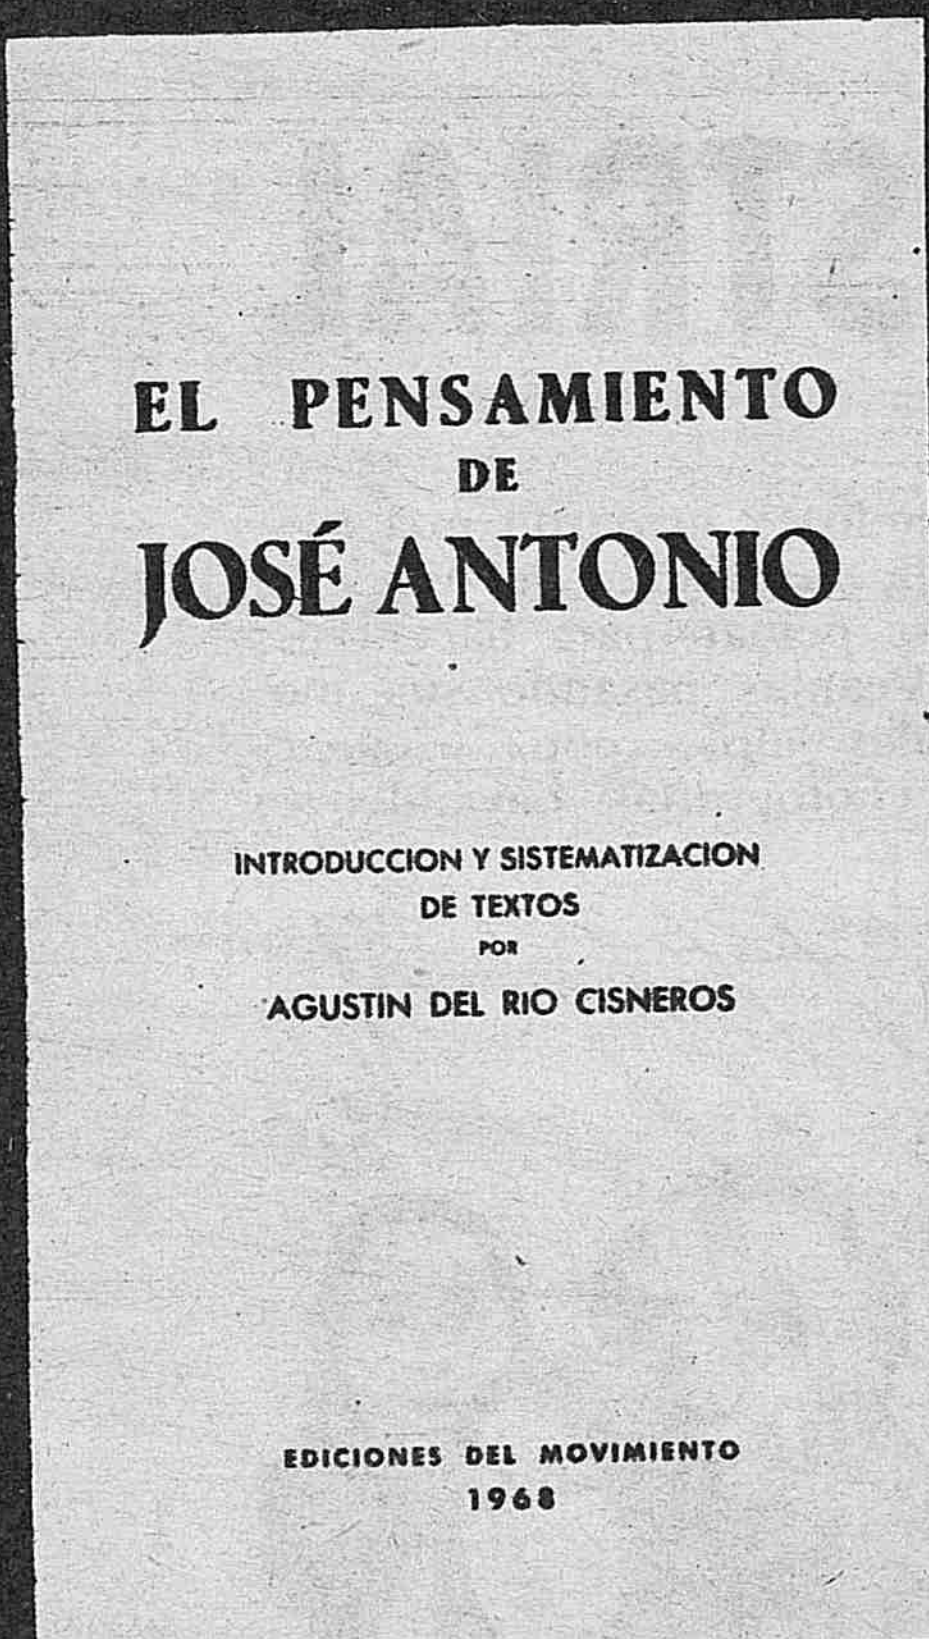 EL PENSAMIENTO
DE
JOSÉ ANTONIO
INTRODUCCION Y SISTEMATIZACION
DE TEXTOS
POR
AGUSTIN DEL RIO CISNEROS
EDICIONES DEL MOVIMIENTO
1968